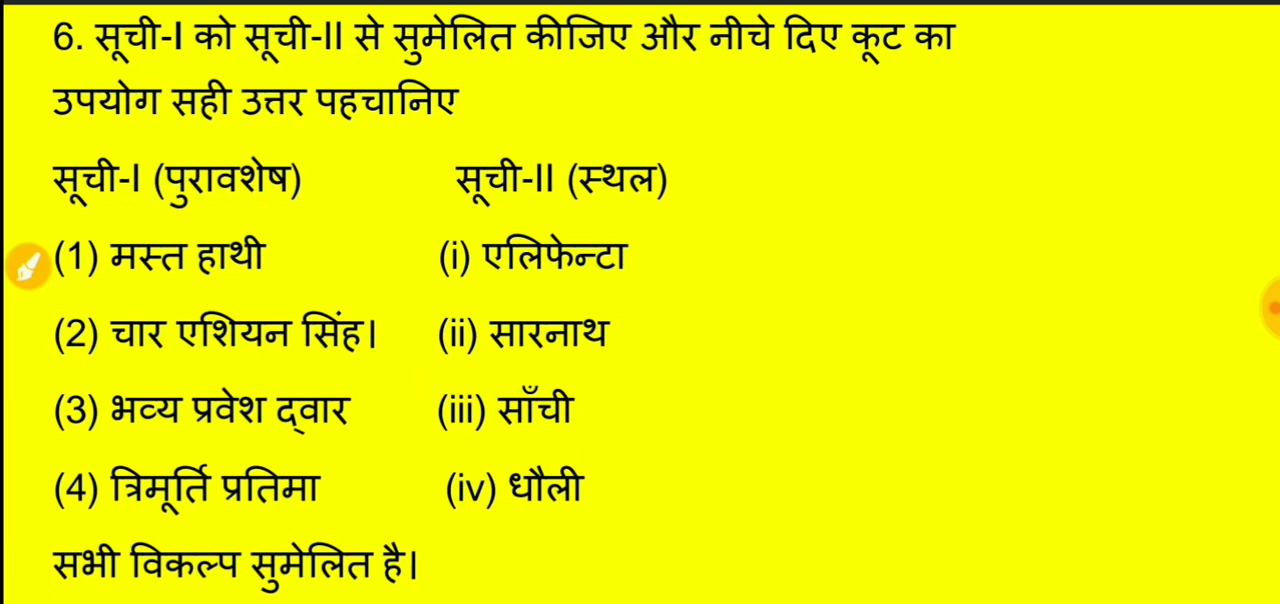 6. सूची-I को सूची-II से सुमेलित कीजिए और नीचे दिए कूट का
उपयोग सही उत्तर पहचानिए
सूची-I (पुरावशेष) सूची-II (स्थल)
(1) मस्त हाथी (i) एलिफेन्टा
(2) चार एशियन सिंह। (ii) सारनाथ
(3) भव्य प्रवेश द्वार (iii) साँची
(4) त्रिमूर्ति प्रतिमा (iv) धौली
सभी विकल्प सुमेलित है।